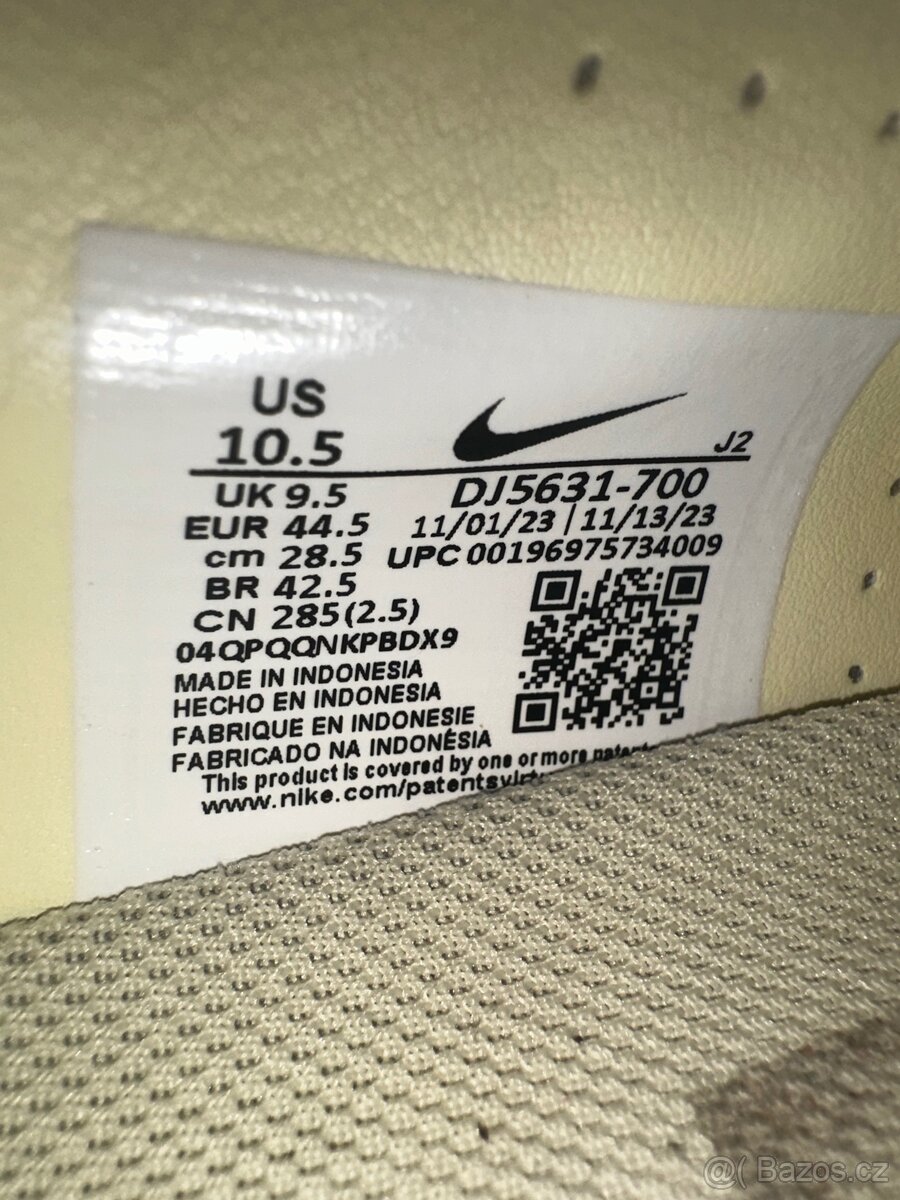 US
10.5
J2
UK 9.5
DJ5631-700
EUR 44.5
11/01/23 | 11/13/23
cm 28.5
UPC 00196975734009
BR 42.5
CN 285(2.5)
04QPQQNKPBDX9
MADE IN INDONESIA
HECHO EN INDONESIA
FABRIQUE EN INDONESIE
FABRICADO NA INDONÉSIA
This product is covered by one or more
www.nike.com/patents
@( Bazos.cz